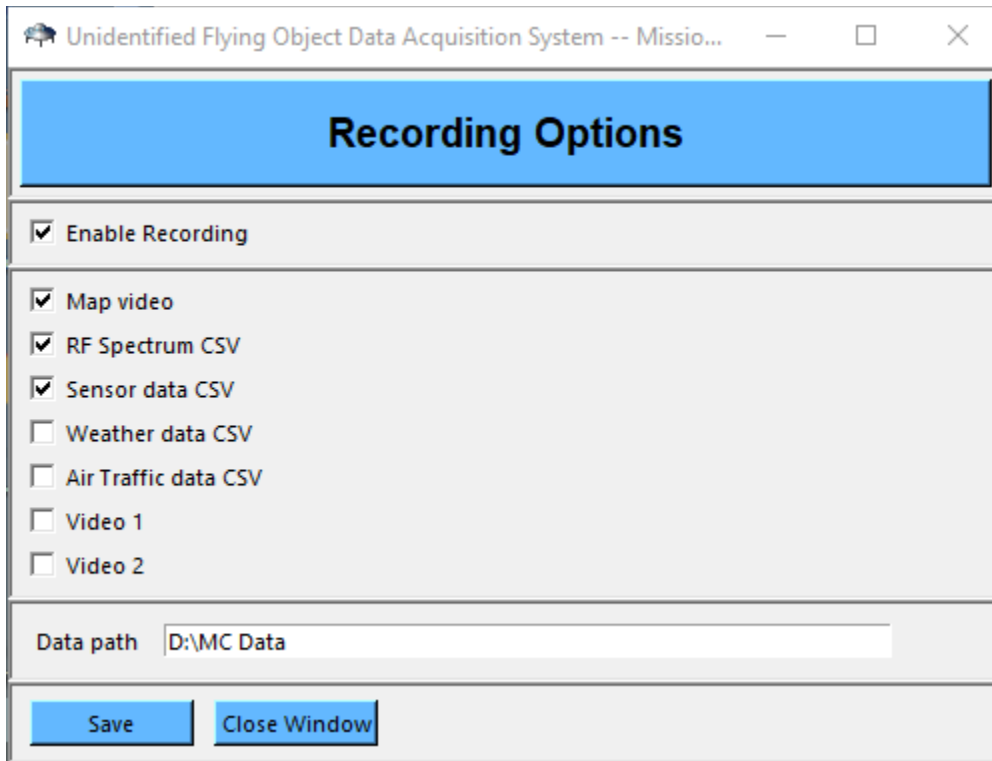 Unidentified Flying Object Data Acquisition System -- Missio...
Recording Options
Enable Recording
Map video
RF Spectrum CSV
Sensor data CSV
Weather data CSV
Air Traffic data CSV
Video 1
Video 2
Data path D:\MC Data
Save Close Window